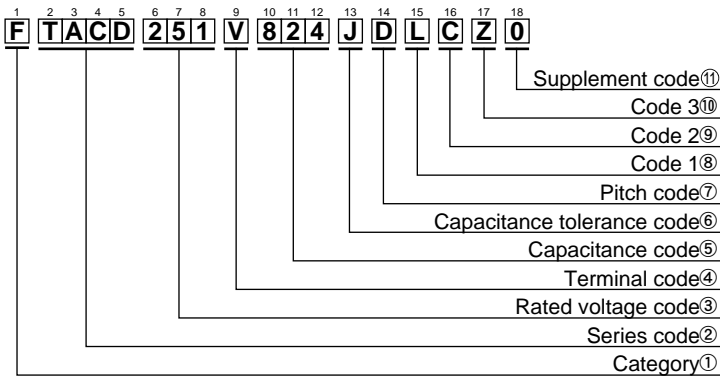 1 2 3 4 5 6 7 8 9 10 11 12 13 14 15 16 17 18
F TACD 251 V 824 J D L C Z 0
Supplement code⑪
Code 3⑩
Code 2⑨
Code 1⑧
Pitch code⑦
Capacitance tolerance code⑥
Capacitance code⑤
Terminal code④
Rated voltage code③
Series code②
Category①